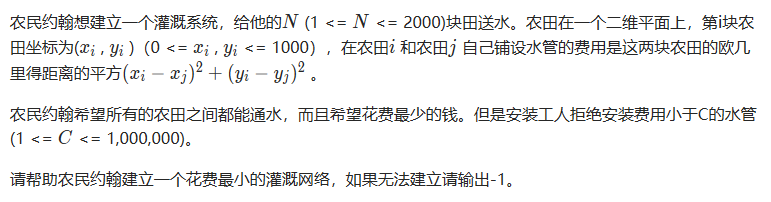 农民约翰想建立一个灌溉系统，给他的N (1 <= N <= 2000)块田送水。农田在一个二维平面上，第i块农
田坐标为(xᵢ , yᵢ )（0 <= xᵢ , yᵢ <= 1000），在农田i 和农田j 自己铺设水管的费用是这两块农田的欧几
里得距离的平方(xᵢ − xⱼ)² + (yᵢ − yⱼ)² 。
农民约翰希望所有的农田之间都能通水，而且希望花费最少的钱。但是安装工人拒绝安装费用小于C的水管
(1 <= C <= 1,000,000)。
请帮助农民约翰建立一个花费最小的灌溉网络，如果无法建立请输出-1。